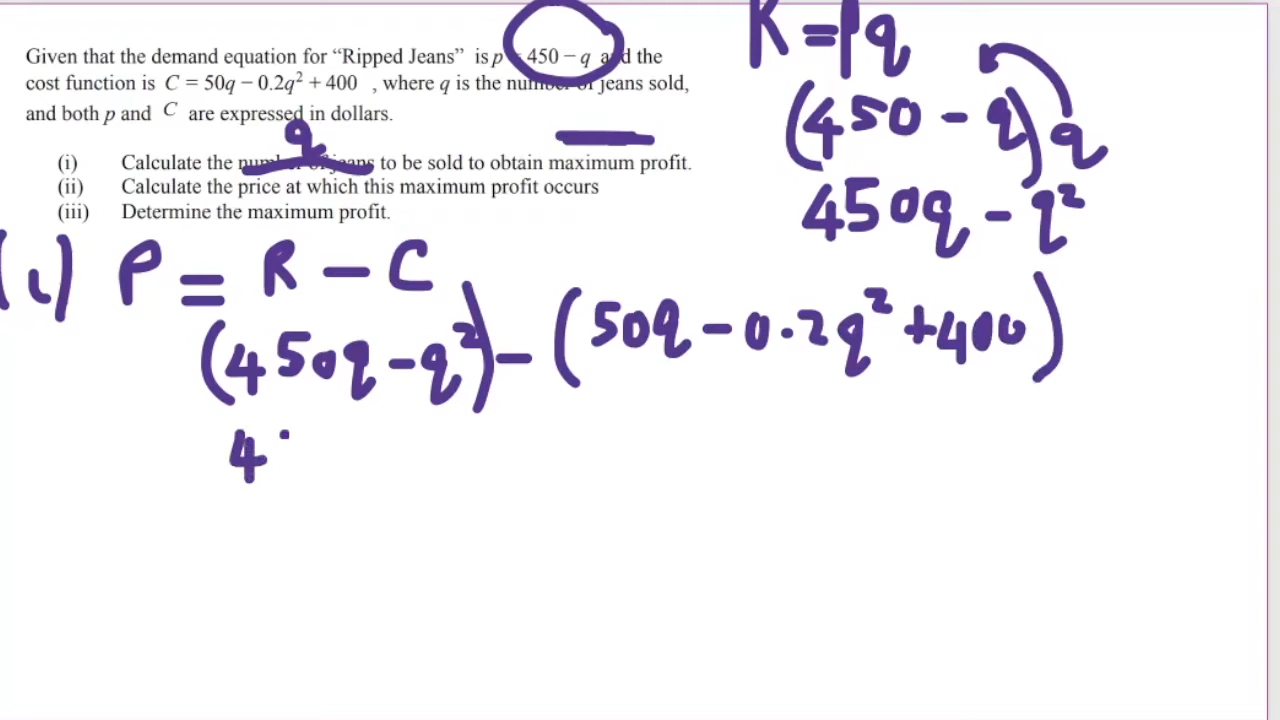 Given that the demand equation for “Ripped Jeans” is p 450 – q and the
cost function is C = 50q – 0.2q² + 400 , where q is the number of jeans sold,
and both p and C are expressed in dollars.
q
(i) Calculate the number of jeans to be sold to obtain maximum profit.
(ii) Calculate the price at which this maximum profit occurs
(iii) Determine the maximum profit.
R = pq
(450 – q)q
450q – q²
(i) P = R – C
(450q – q²) – (50q – 0.2q² + 400)
4